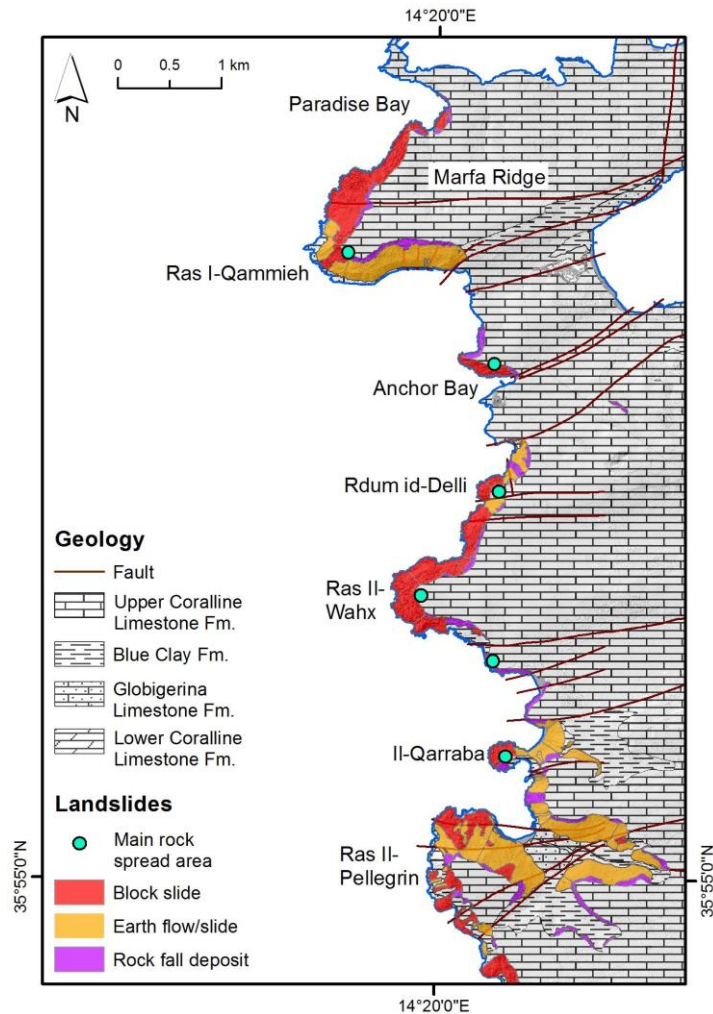 14°20'0"E
0 0.5 1 km
N
Paradise Bay
Marfa Ridge
Ras I-Qammieh
Anchor Bay
Rdum id-Delli
Ras II-
Wahx
Il-Qarraba
Ras II-
Pellegrin
Geology
Fault
Upper Coralline
Limestone Fm.
Blue Clay Fm.
Globigerina
Limestone Fm.
Lower Coralline
Limestone Fm.
Landslides
Main rock
spread area
Block slide
Earth flow/slide
Rock fall deposit
35°55'0"N
35°55'0"N
14°20'0"E